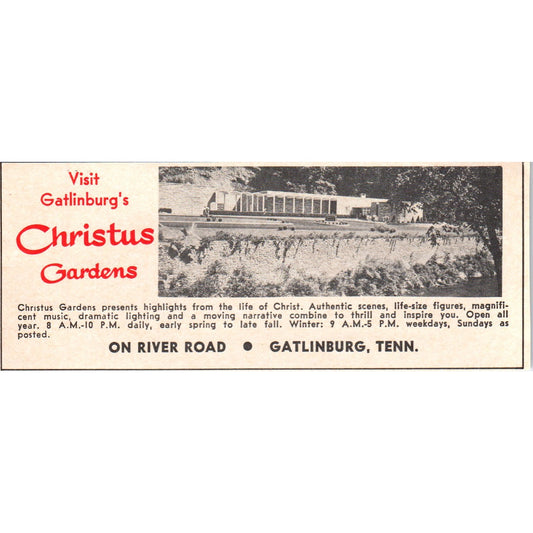 Visit
Gatlinburg's
Christus
Gardens
Christus Gardens presents highlights from the life of Christ. Authentic scenes, life-size figures, magnifi-
cent music, dramatic lighting and a moving narrative combine to thrill and inspire you. Open all
year. 8 A.M.-10 P.M. daily, early spring to late fall. Winter: 9 A.M.-5 P.M. weekdays, Sundays as
posted.
ON RIVER ROAD ● GATLINBURG, TENN.